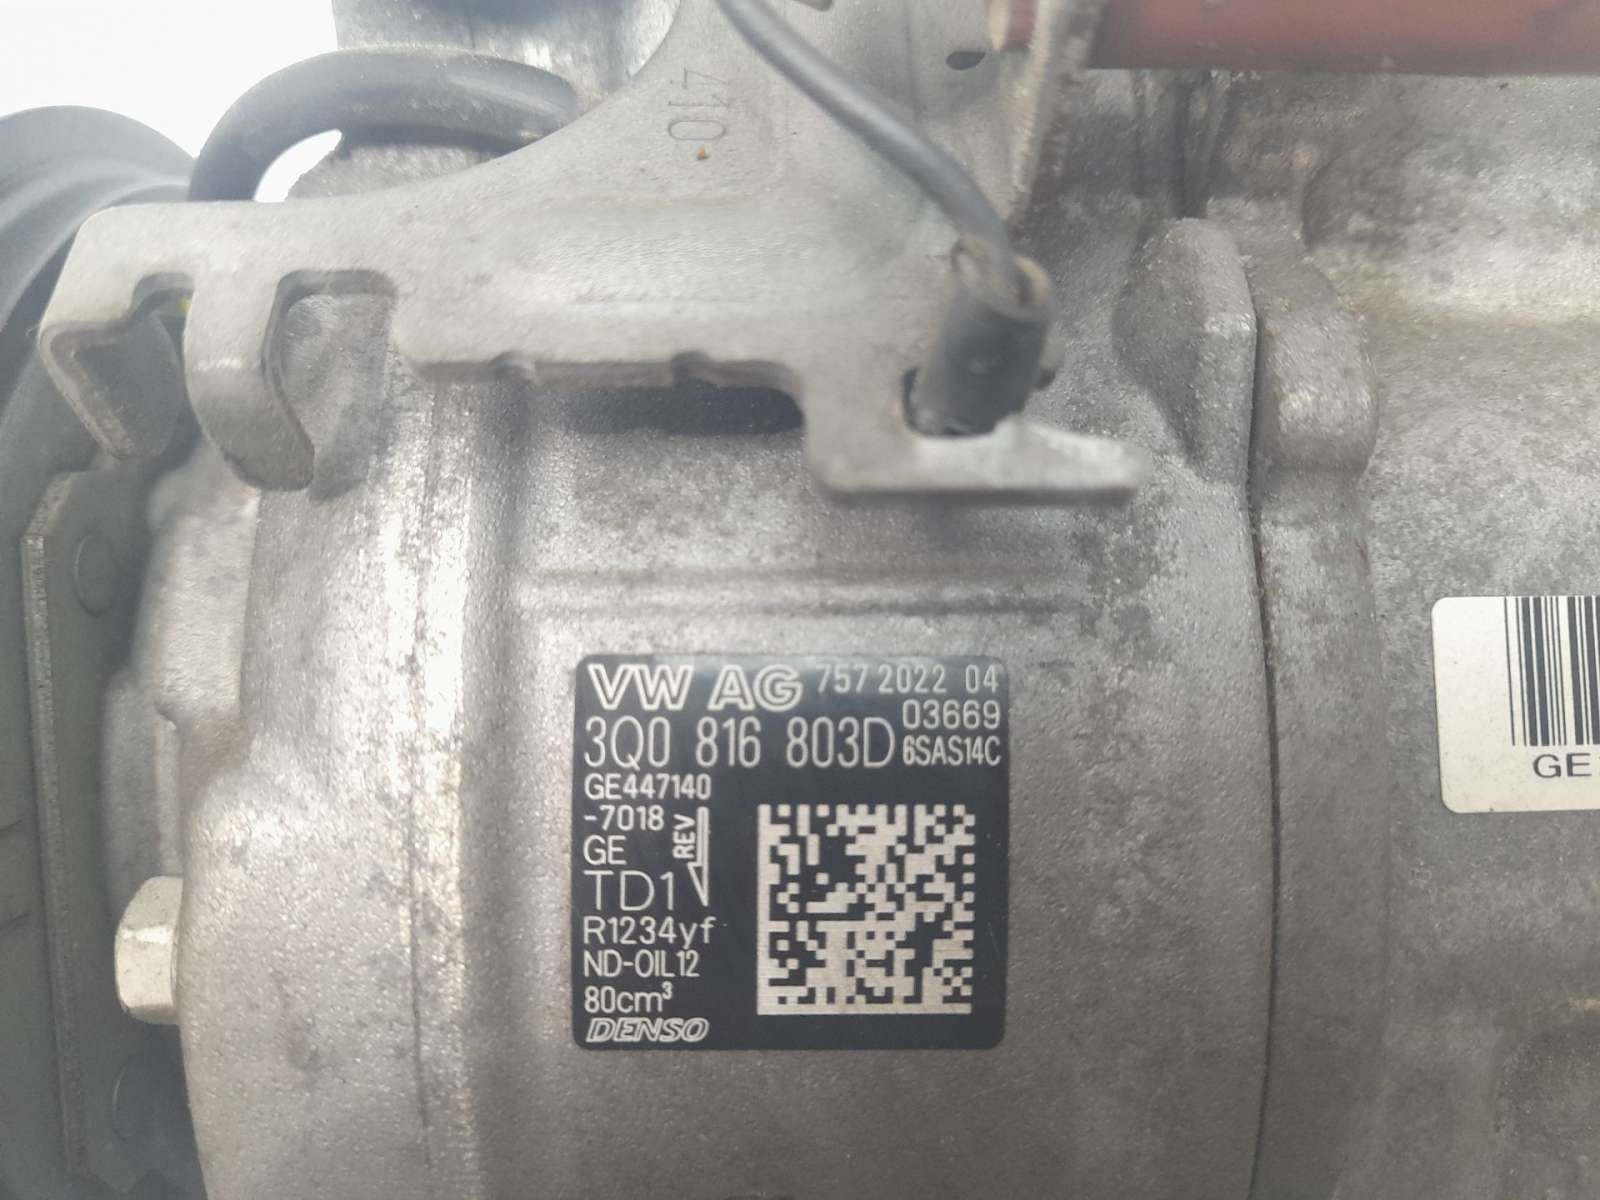 410
VW AG 757 2022 04
3Q0 816 803D 03669
6SAS14C
GE447140
-7018
REV
GE
TD1
R1234yf
ND-OIL12
80cm³
DENSO
GE